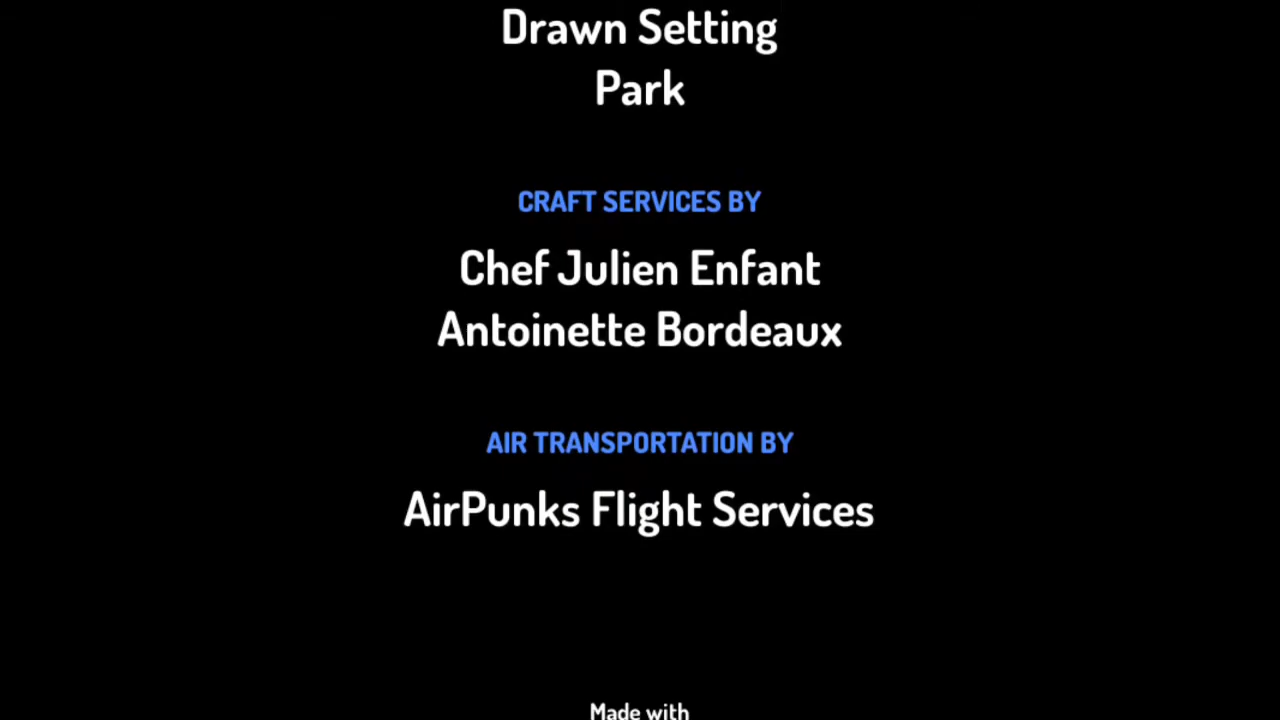 Drawn Setting
Park
CRAFT SERVICES BY
Chef Julien Enfant
Antoinette Bordeaux
AIR TRANSPORTATION BY
AirPunks Flight Services
Made with